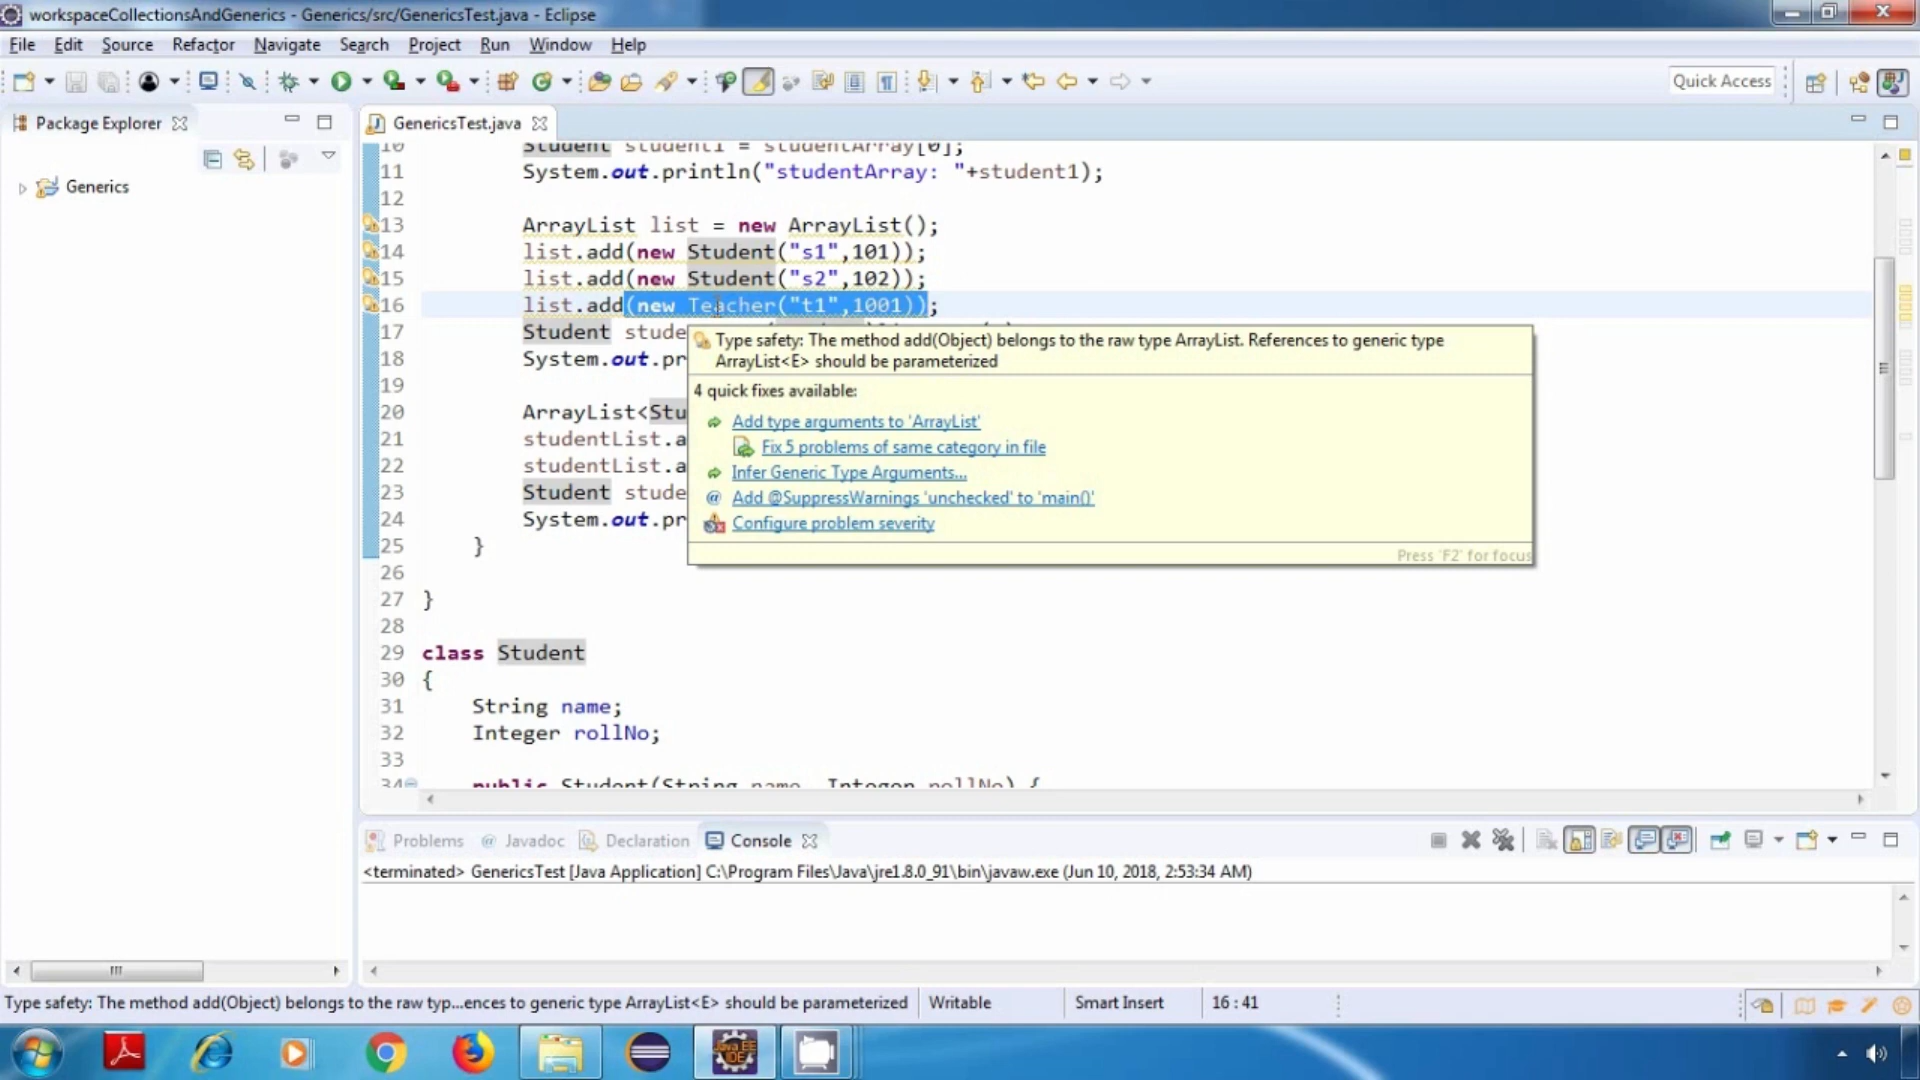 workspaceCollectionsAndGenerics - Generics/src/GenericsTest.java - Eclipse
File Edit Source Refactor Navigate Search Project Run Window Help
Quick Access
Package Explorer
GenericsTest.java
Generics
10 Student student1 = studentArray[0];
11 System.out.println("studentArray: "+student1);
12
13 ArrayList list = new ArrayList();
14 list.add(new Student("s1",101));
15 list.add(new Student("s2",102));
16 list.add(new Teacher("t1",1001));
17 Student stude
18 System.out.pr
19
20 ArrayList<Stu
21 studentList.a
22 studentList.a
23 Student stude
24 System.out.pr
25 }
26
27 }
28
29 class Student
30 {
31 String name;
32 Integer rollNo;
33
34 public Student(String name, Integer rollNo) {
Type safety: The method add(Object) belongs to the raw type ArrayList. References to generic type
ArrayList<E> should be parameterized
4 quick fixes available:
Add type arguments to 'ArrayList'
Fix 5 problems of same category in file
Infer Generic Type Arguments...
Add @SuppressWarnings 'unchecked' to 'main()'
Configure problem severity
Press 'F2' for focus
Problems Javadoc Declaration Console
<terminated> GenericsTest [Java Application] C:\Program Files\Java\jre1.8.0_91\bin\javaw.exe (Jun 10, 2018, 2:53:34 AM)
Type safety: The method add(Object) belongs to the raw typ...ences to generic type ArrayList<E> should be parameterized
Writable
Smart Insert
16 : 41
Java EE
IDE